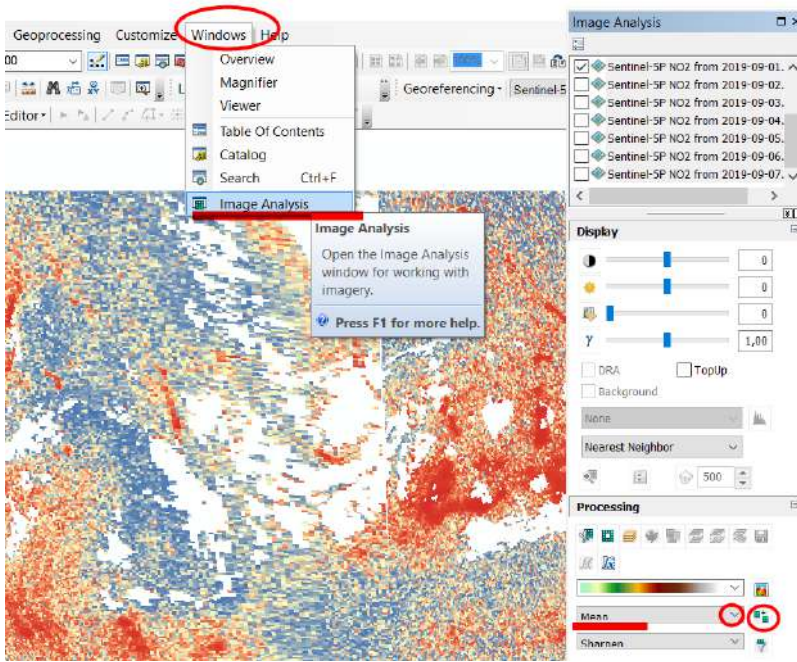 Geoprocessing Customize Windows Help
Georeferencing
Editor
Overview
Magnifier
Viewer
Table Of Contents
Catalog
Search Ctrl+F
Image Analysis
Image Analysis
Open the Image Analysis
window for working with
imagery.
Press F1 for more help.
Image Analysis
Sentinel-5P NO2 from 2019-09-01.
Sentinel-5P NO2 from 2019-09-02.
Sentinel-5P NO2 from 2019-09-03.
Sentinel-5P NO2 from 2019-09-04.
Sentinel-5P NO2 from 2019-09-05.
Sentinel-5P NO2 from 2019-09-06.
Sentinel-5P NO2 from 2019-09-07.
Display
0
0
0
γ 1,00
DRA TopUp
Background
None
Nearest Neighbor
500
Processing
Mean
Sharpen